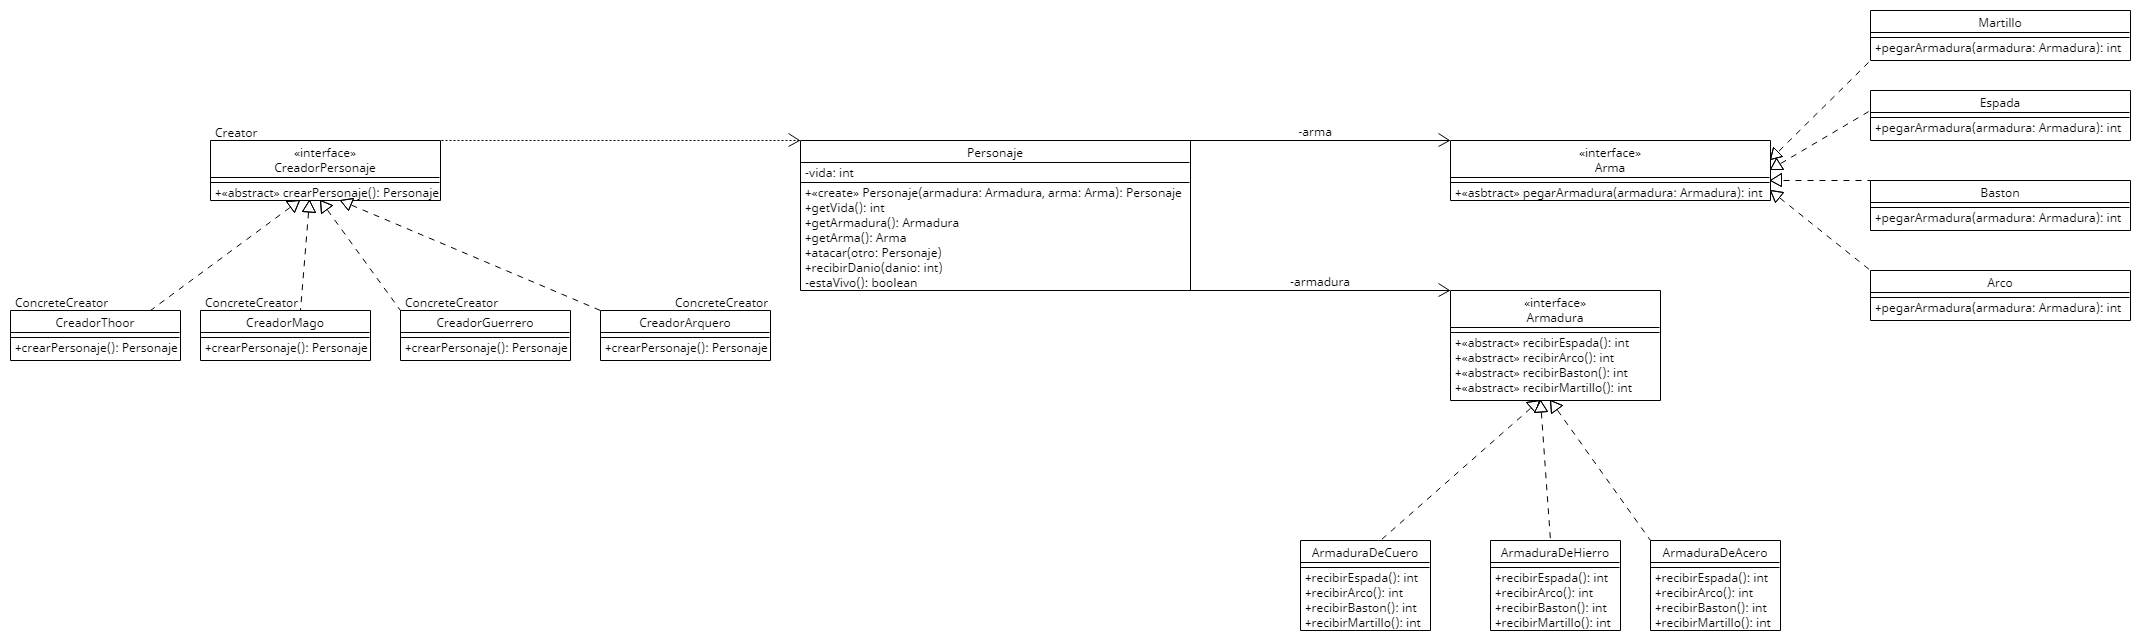 Creator
«interface»
CreadorPersonaje
+«abstract» crearPersonaje(): Personaje
ConcreteCreator
CreadorThoor
+crearPersonaje(): Personaje
ConcreteCreator
CreadorMago
+crearPersonaje(): Personaje
ConcreteCreator
CreadorGuerrero
+crearPersonaje(): Personaje
ConcreteCreator
CreadorArquero
+crearPersonaje(): Personaje
Personaje
-vida: int
+«create» Personaje(armadura: Armadura, arma: Arma): Personaje
+getVida(): int
+getArmadura(): Armadura
+getArma(): Arma
+atacar(otro: Personaje)
+recibirDanio(danio: int)
-estaVivo(): boolean
-arma
-armadura
«interface»
Arma
+«asbtract» pegarArmadura(armadura: Armadura): int
Martillo
+pegarArmadura(armadura: Armadura): int
Espada
+pegarArmadura(armadura: Armadura): int
Baston
+pegarArmadura(armadura: Armadura): int
Arco
+pegarArmadura(armadura: Armadura): int
«interface»
Armadura
+«abstract» recibirEspada(): int
+«abstract» recibirArco(): int
+«abstract» recibirBaston(): int
+«abstract» recibirMartillo(): int
ArmaduraDeCuero
+recibirEspada(): int
+recibirArco(): int
+recibirBaston(): int
+recibirMartillo(): int
ArmaduraDeHierro
+recibirEspada(): int
+recibirArco(): int
+recibirBaston(): int
+recibirMartillo(): int
ArmaduraDeAcero
+recibirEspada(): int
+recibirArco(): int
+recibirBaston(): int
+recibirMartillo(): int